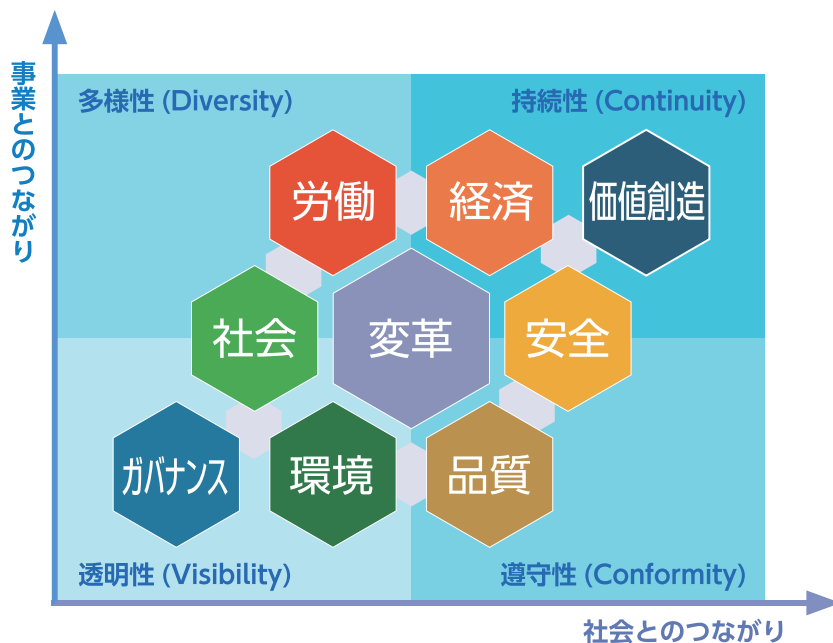 事業とのつながり
多様性 (Diversity)
持続性 (Continuity)
労働
経済
価値創造
社会
変革
安全
ガバナンス
環境
品質
透明性 (Visibility)
遵守性 (Conformity)
社会とのつながり